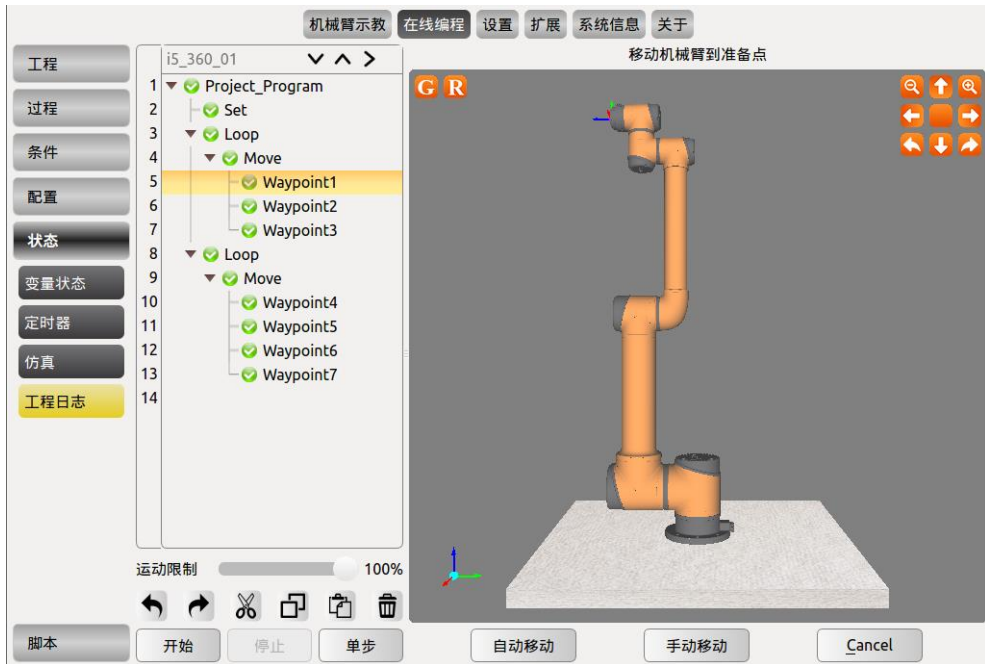 机械臂示教 在线编程 设置 扩展 系统信息 关于
工程
过程
条件
配置
状态
变量状态
定时器
仿真
工程日志
脚本
i5_360_01
1 Project_Program
2 Set
3 Loop
4 Move
5 Waypoint1
6 Waypoint2
7 Waypoint3
8 Loop
9 Move
10 Waypoint4
11 Waypoint5
12 Waypoint6
13 Waypoint7
14
运动限制 100%
开始 停止 单步
移动机械臂到准备点
G R
自动移动 手动移动 Cancel